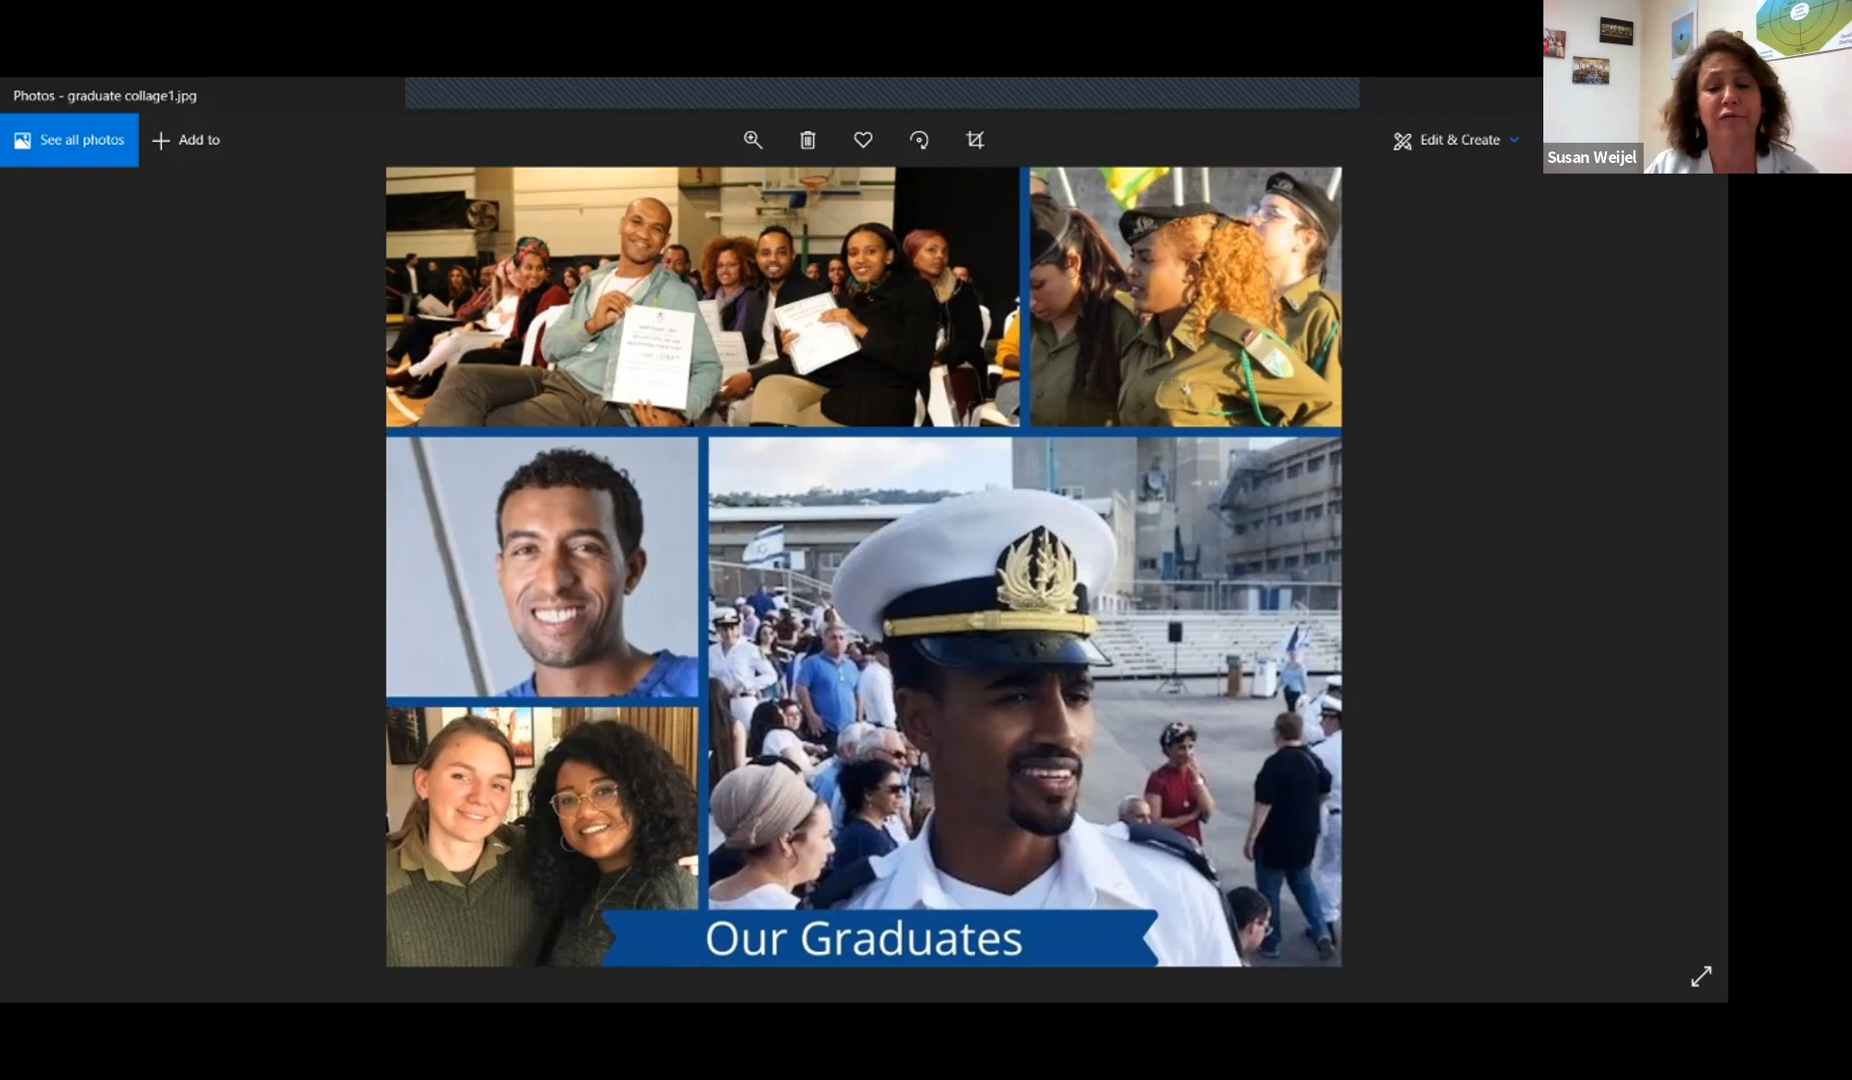 Photos - graduate collage1.jpg
See all photos
Add to
Edit & Create
Susan Weijel
Our Graduates